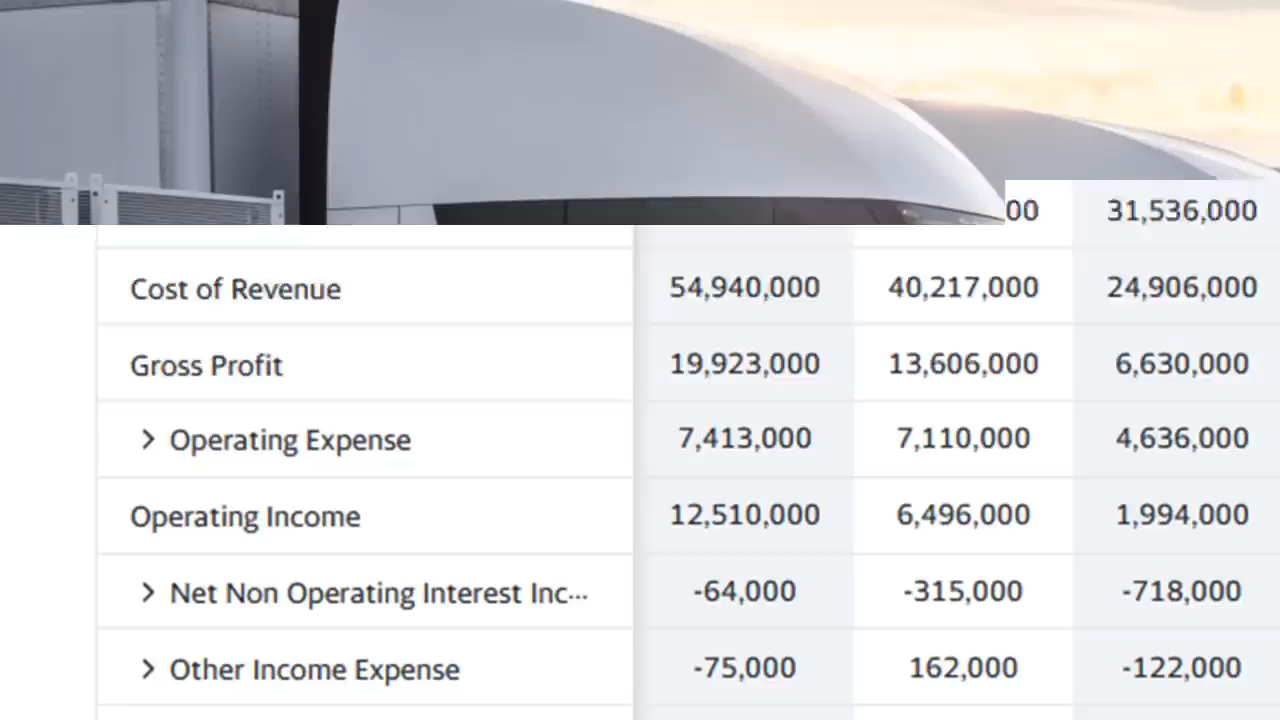 00 31,536,000
Cost of Revenue 54,940,000 40,217,000 24,906,000
Gross Profit 19,923,000 13,606,000 6,630,000
> Operating Expense 7,413,000 7,110,000 4,636,000
Operating Income 12,510,000 6,496,000 1,994,000
> Net Non Operating Interest Inc... -64,000 -315,000 -718,000
> Other Income Expense -75,000 162,000 -122,000